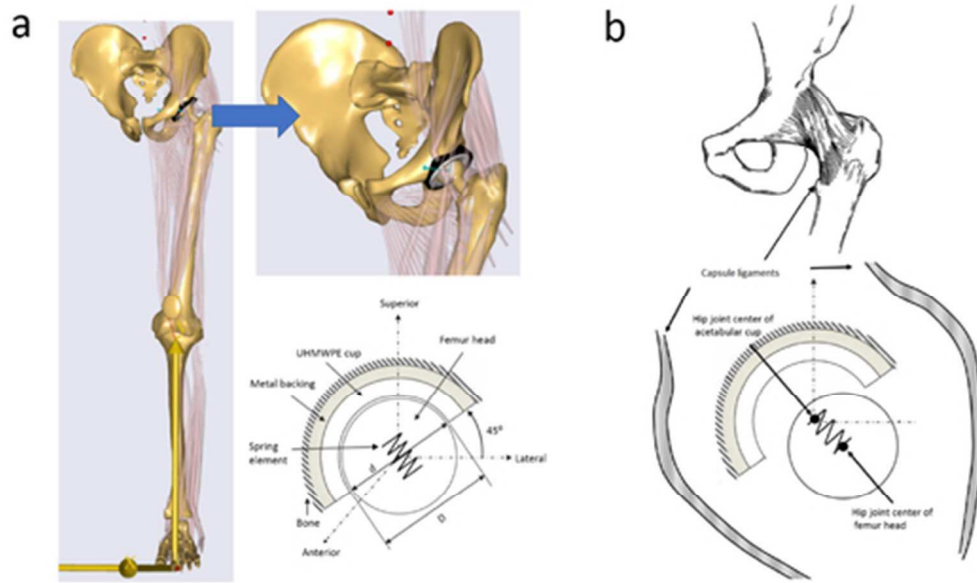 a
Superior
Femur head
UHMWPE cup
Metal backing
45°
Spring
element
Lateral
d
D
Bone
Anterior
b
Capsule ligaments
Hip joint center of
acetabular cup
Hip joint center of
femur head